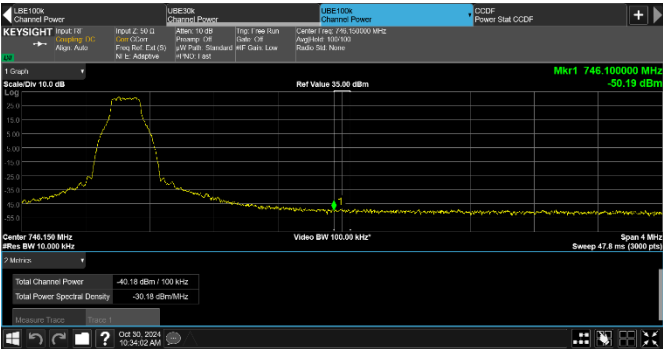 LBE100k
Channel Power
UBE30k
Channel Power
UBE100k
Channel Power
CCDF
Power Stat CCDF
KEYSIGHT
Input: RF
Coupling: DC
Align: Auto
Input Z: 50 Ω
Corr CCorr
Freq Ref: Ext (S)
NFE: Adaptive
Atten: 10 dB
Preamp: Off
µW Path: Standard
#PNO: Fast
Trig: Free Run
Gate: Off
#IF Gain: Low
Center Freq: 746.150000 MHz
Avg|Hold: 100/100
Radio Std: None
1 Graph
Mkr1 746.100000 MHz
-50.19 dBm
Scale/Div 10.0 dB
Ref Value 35.00 dBm
Log
25.0
15.0
5.00
-5.00
-15.0
-25.0
-35.0
-45.0
-55.0
1
Center 746.150 MHz
Video BW 100.00 kHz*
Span 4 MHz
#Res BW 10.000 kHz
Sweep 47.8 ms (3000 pts)
2 Metrics
Total Channel Power -40.18 dBm / 100 kHz
Total Power Spectral Density -30.18 dBm/MHz
Measure Trace Trace 1
?
Oct 30, 2024
10:34:02 AM